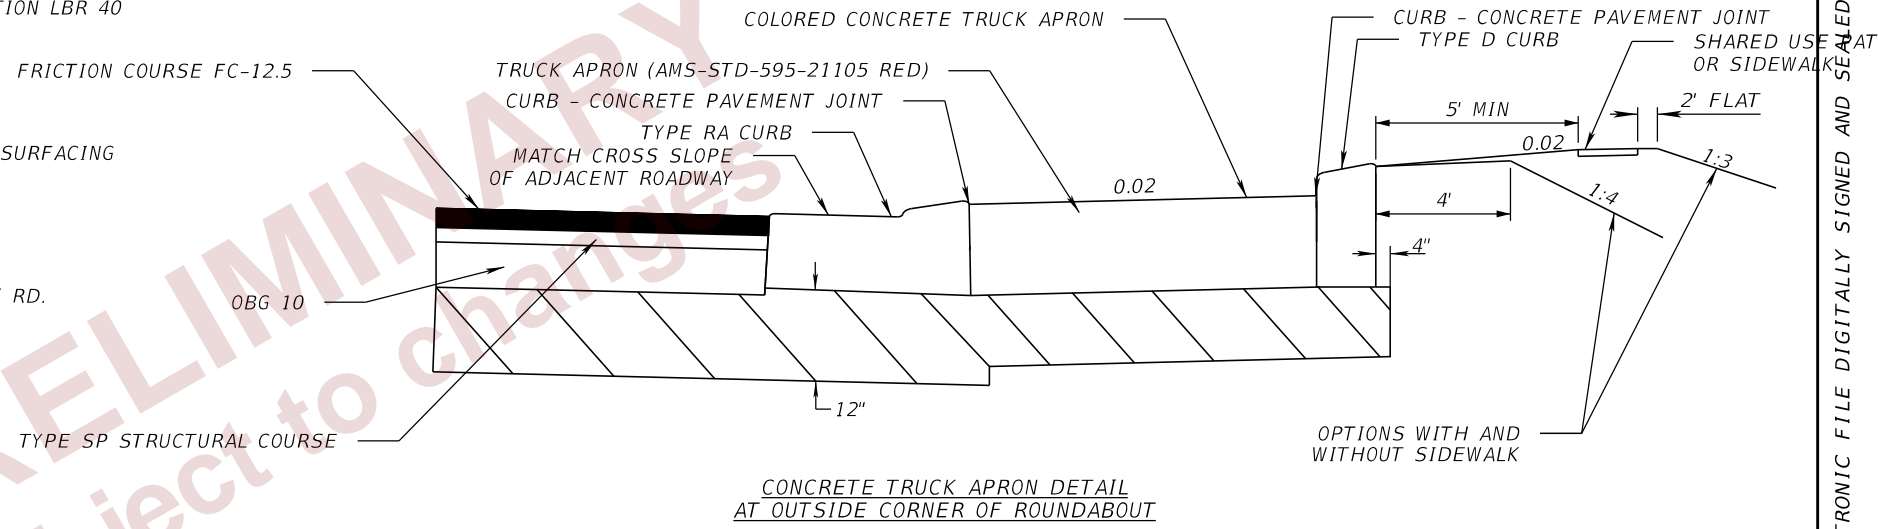 TION LBR 40
COLORED CONCRETE TRUCK APRON
CURB - CONCRETE PAVEMENT JOINT
TYPE D CURB
SHARED USE PAT
OR SIDEWALK
FRICTION COURSE FC-12.5
TRUCK APRON (AMS-STD-595-21105 RED)
CURB - CONCRETE PAVEMENT JOINT
5' MIN
2' FLAT
TYPE RA CURB
SURFACING
MATCH CROSS SLOPE
OF ADJACENT ROADWAY
0.02
1:3
0.02
1:4
4'
4"
RD.
OBG 10
12"
TYPE SP STRUCTURAL COURSE
OPTIONS WITH AND
WITHOUT SIDEWALK
CONCRETE TRUCK APRON DETAIL
AT OUTSIDE CORNER OF ROUNDABOUT
TRONIC FILE DIGITALLY SIGNED AND SEALED
RELIMINARY
ject to changes